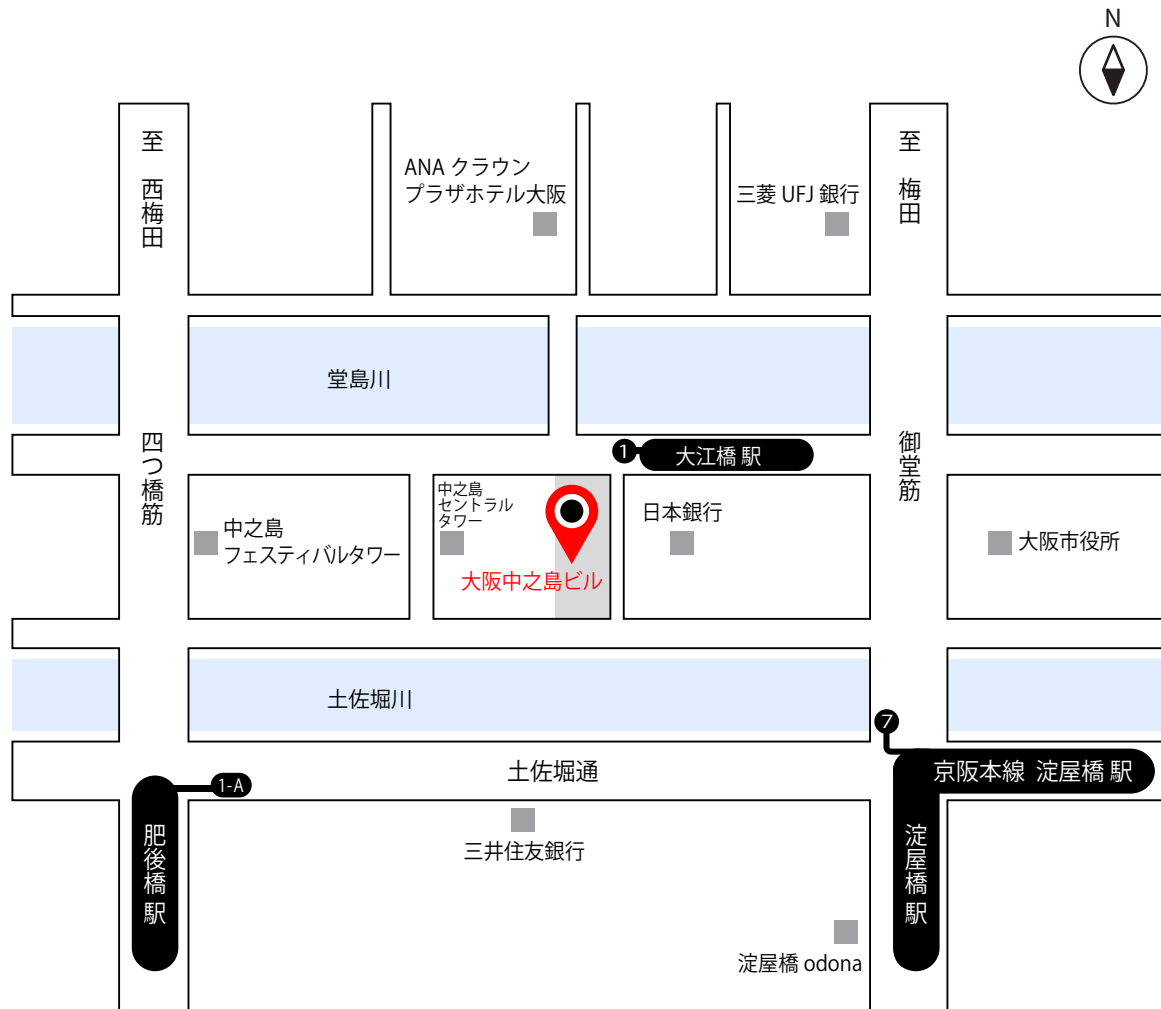 N
至 西梅田
ANA クラウン
プラザホテル大阪
三菱 UFJ 銀行
至 梅田
堂島川
四つ橋筋
御堂筋
1
大江橋 駅
中之島
フェスティバルタワー
中之島
セントラル
タワー
大阪中之島ビル
日本銀行
大阪市役所
土佐堀川
7
土佐堀通
京阪本線 淀屋橋 駅
1-A
肥後橋 駅
三井住友銀行
淀屋橋 駅
淀屋橋 odona